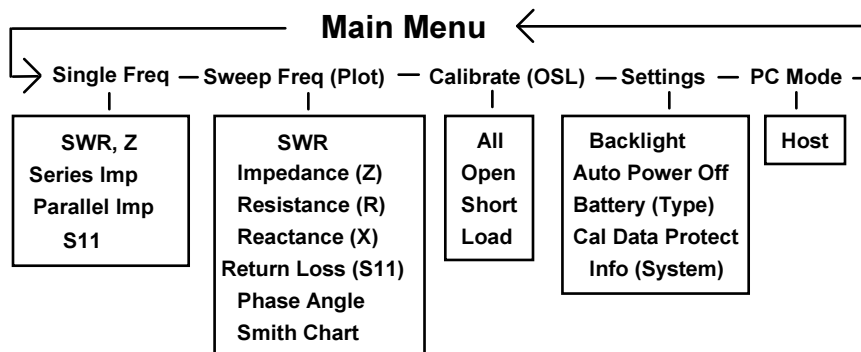 Main Menu
Single Freq Sweep Freq (Plot) Calibrate (OSL) Settings PC Mode
SWR, Z
Series Imp
Parallel Imp
S11
SWR
Impedance (Z)
Resistance (R)
Reactance (X)
Return Loss (S11)
Phase Angle
Smith Chart
All
Open
Short
Load
Backlight
Auto Power Off
Battery (Type)
Cal Data Protect
Info (System)
Host